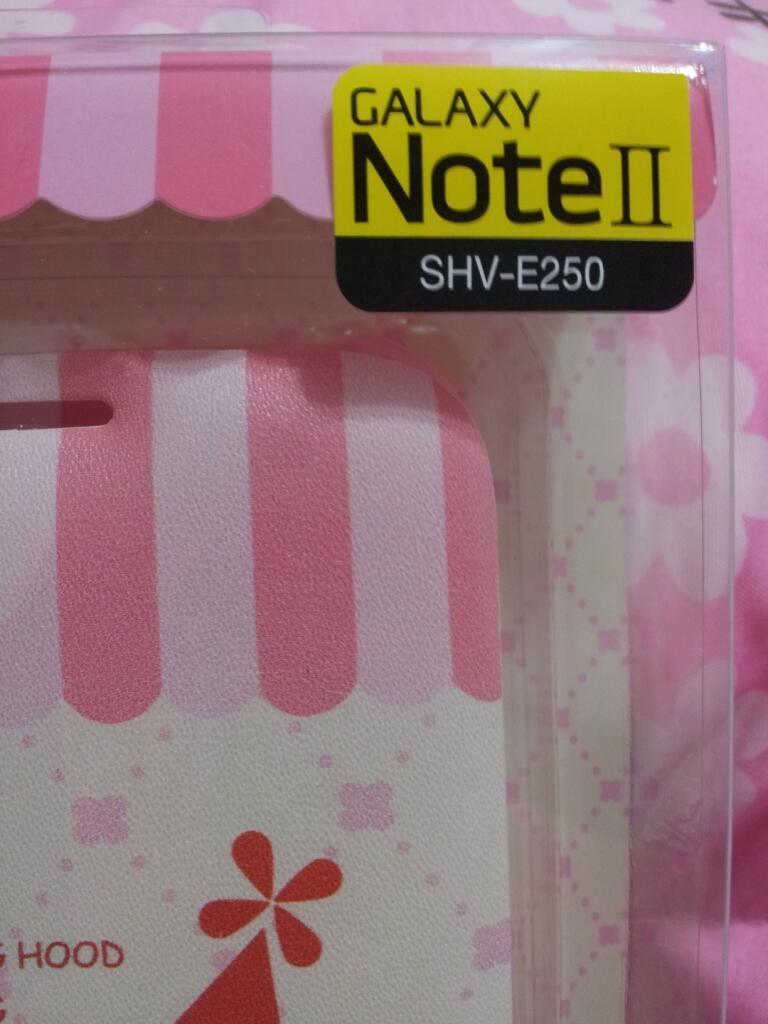 GALAXY
Note II
SHV-E250
HOOD